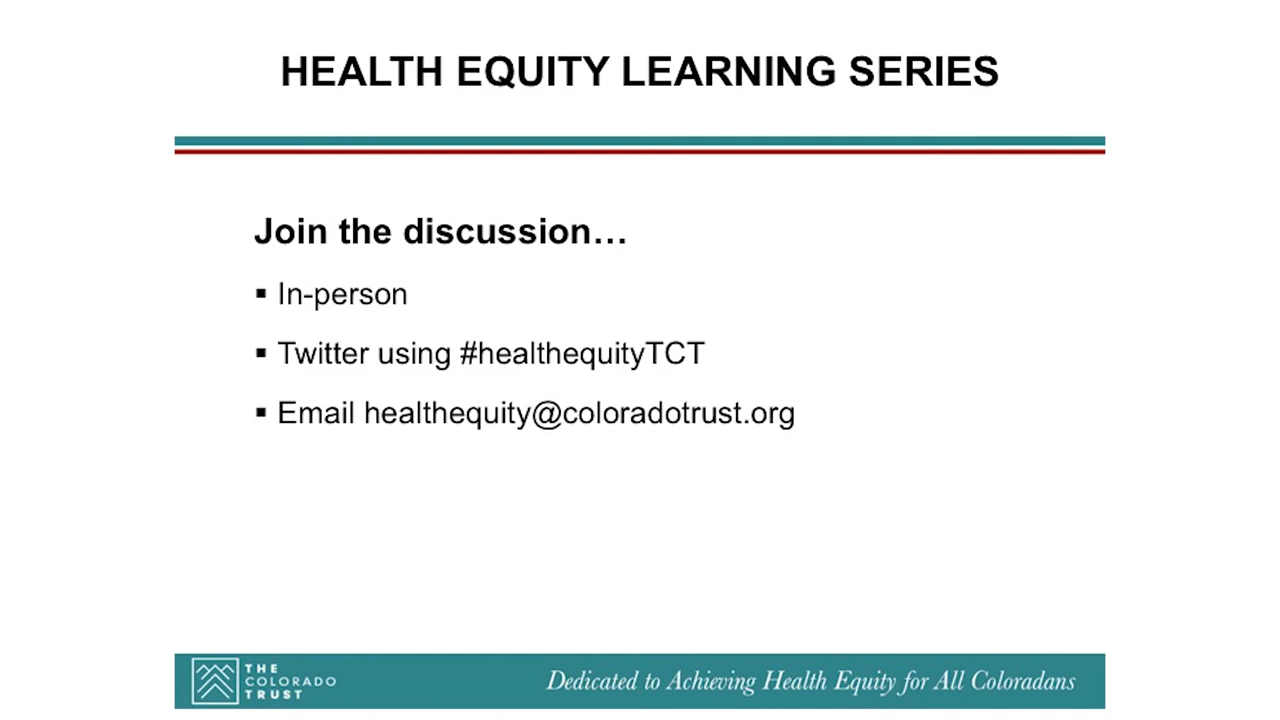 HEALTH EQUITY LEARNING SERIES
Join the discussion…
▪ In-person
▪ Twitter using #healthequityTCT
▪ Email healthequity@coloradotrust.org
THE
COLORADO
TRUST
Dedicated to Achieving Health Equity for All Coloradans